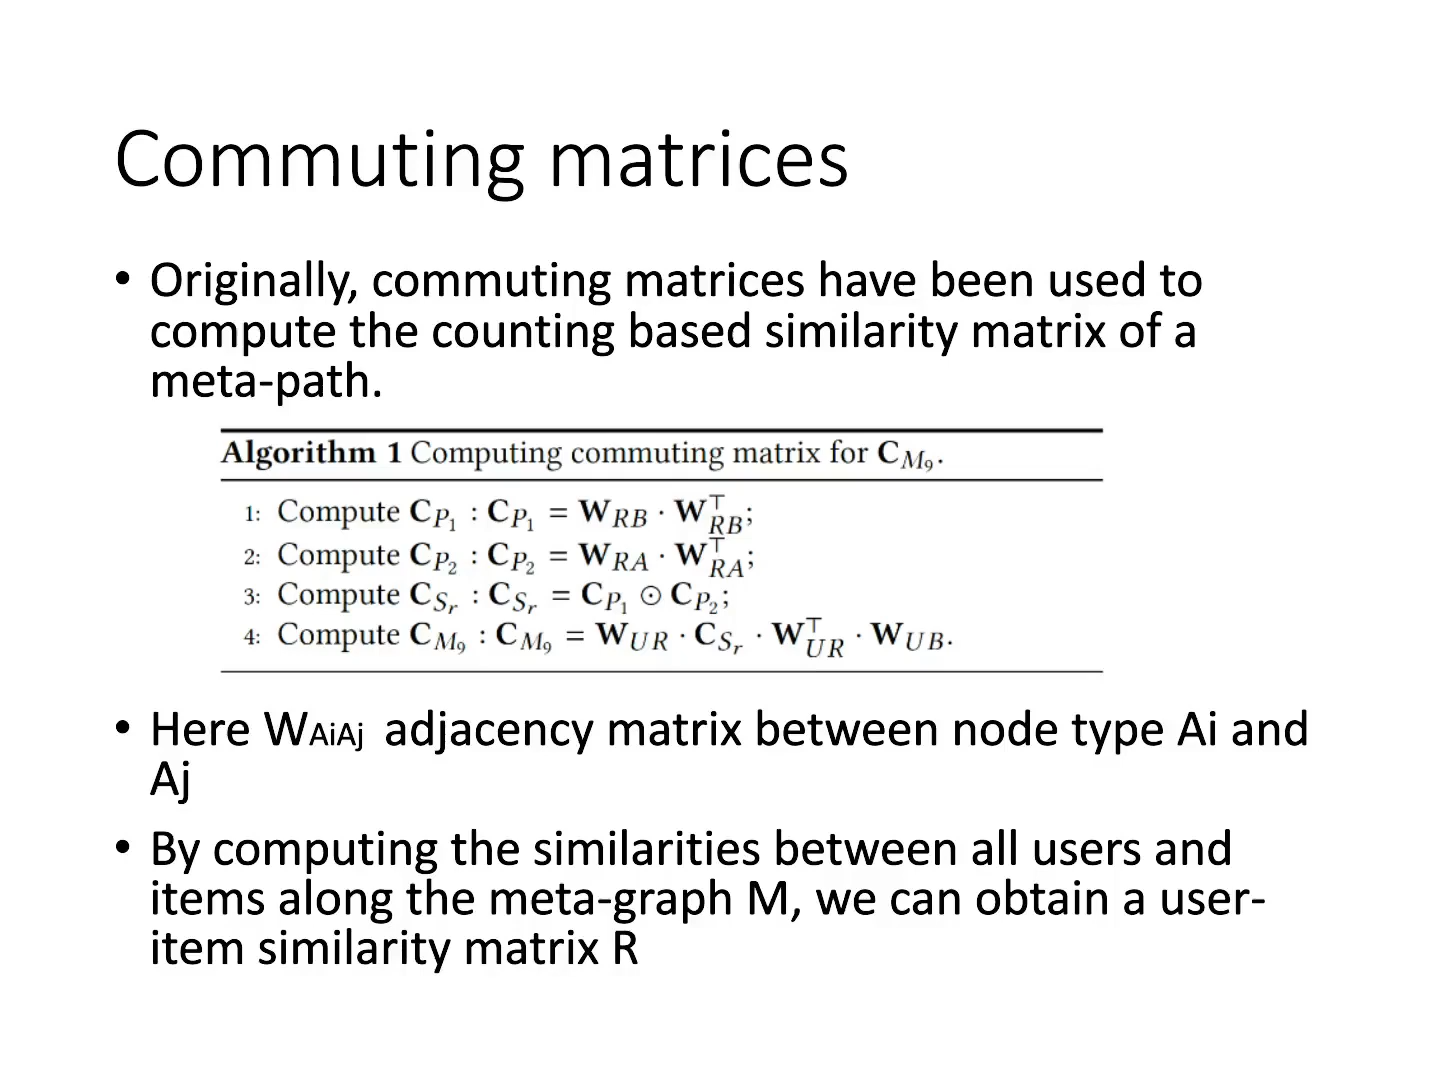 Commuting matrices
• Originally, commuting matrices have been used to
compute the counting based similarity matrix of a
meta-path.
Algorithm 1 Computing commuting matrix for C_{M_9}.
1: Compute C_{P_1} : C_{P_1} = W_{RB} · W_{RB}^⊤;
2: Compute C_{P_2} : C_{P_2} = W_{RA} · W_{RA}^⊤;
3: Compute C_{S_r} : C_{S_r} = C_{P_1} ⊙ C_{P_2};
4: Compute C_{M_9} : C_{M_9} = W_{UR} · C_{S_r} · W_{UR}^⊤ · W_{UB}.
• Here W_{AiAj} adjacency matrix between node type Ai and
Aj
• By computing the similarities between all users and
items along the meta-graph M, we can obtain a user-
item similarity matrix R